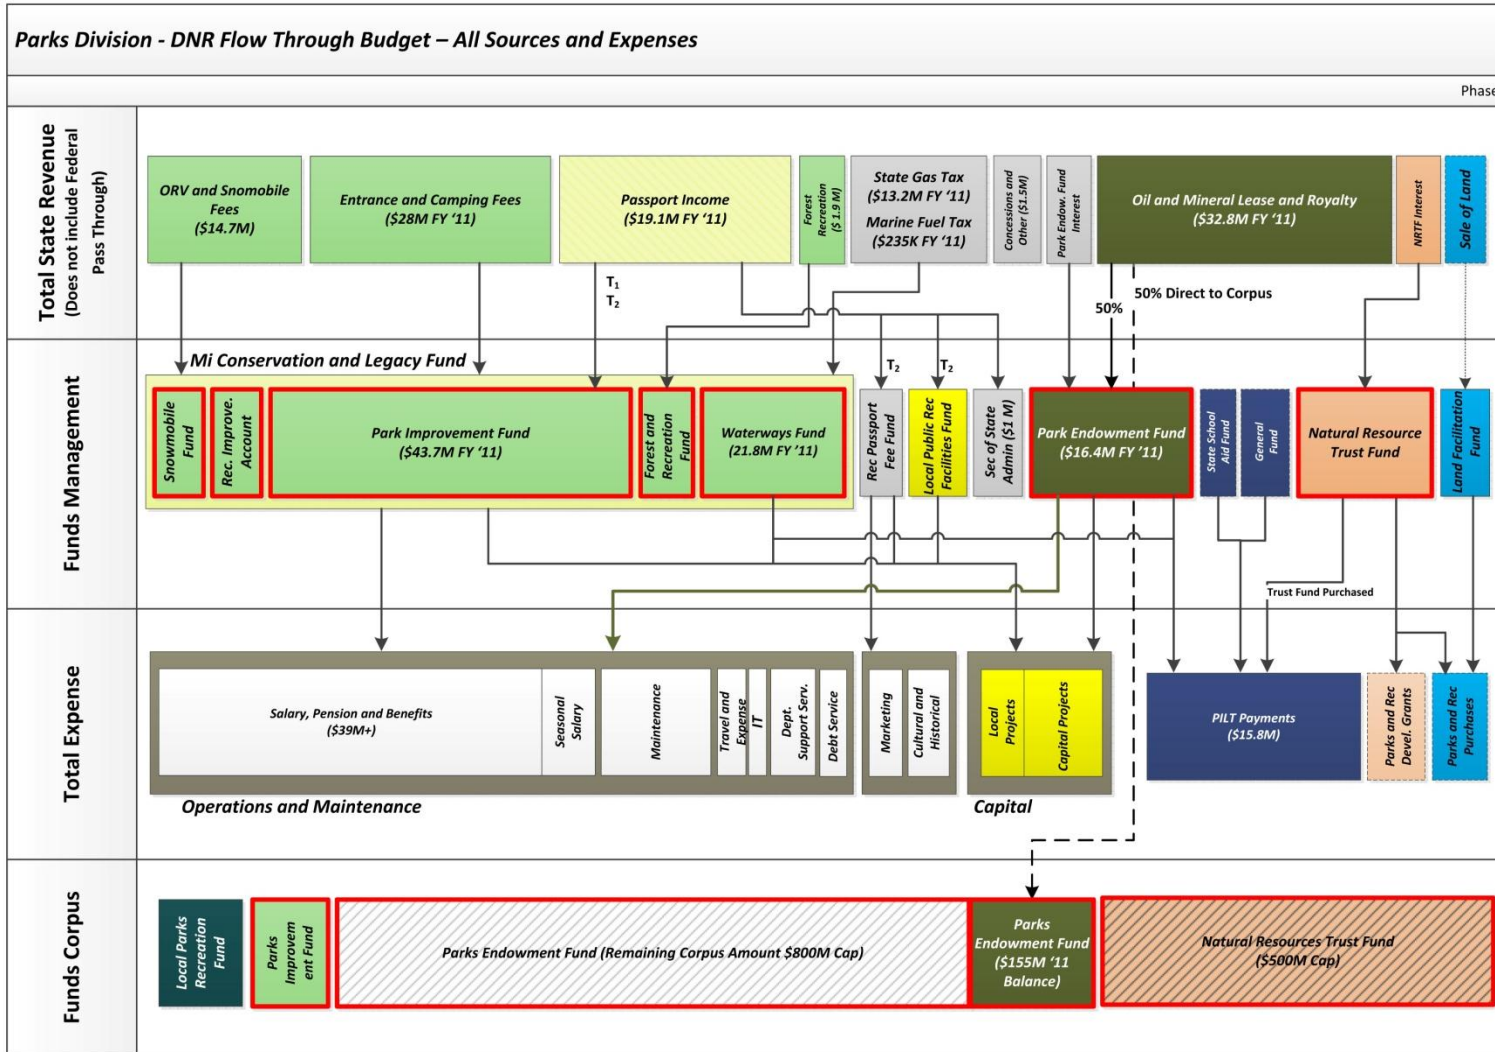 Parks Division - DNR Flow Through Budget – All Sources and Expenses
Phase
Total State Revenue
(Does not include Federal
Pass Through)
ORV and Snomobile
Fees
($14.7M)
Entrance and Camping Fees
($28M FY ‘11)
Passport Income
($19.1M FY ‘11)
Forest
Recreation
($ 1.9 M)
State Gas Tax
($13.2M FY ‘11)
Marine Fuel Tax
($235K FY ‘11)
Concessions and
Other ($1.5M)
Park Endow. Fund
Interest
Oil and Mineral Lease and Royalty
($32.8M FY ‘11)
NRTF Interest
Sale of Land
T1
T2
50%
50% Direct to Corpus
Funds Management
Mi Conservation and Legacy Fund
T2
T2
Snowmobile
Fund
Rec. Improve.
Account
Park Improvement Fund
($43.7M FY ‘11)
Forest and
Recreation
Fund
Waterways Fund
(21.8M FY ’11)
Rec Passport
Fee Fund
Local Public Rec
Facilities Fund
Sec of State
Admin ($1 M)
Park Endowment Fund
($16.4M FY ’11)
State School
Aid Fund
General
Fund
Natural Resource
Trust Fund
Land Facilitation
Fund
Trust Fund Purchased
Total Expense
Salary, Pension and Benefits
($39M+)
Seasonal
Salary
Maintenance
Travel and
Expense
IT
Dept.
Support Serv.
Debt Service
Marketing
Cultural and
Historical
Local
Projects
Capital Projects
PILT Payments
($15.8M)
Parks and Rec
Devel. Grants
Parks and Rec
Purchases
Operations and Maintenance
Capital
Funds Corpus
Local Parks
Recreation
Fund
Parks
Improvem
ent Fund
Parks Endowment Fund (Remaining Corpus Amount $800M Cap)
Parks
Endowment Fund
($155M ‘11
Balance)
Natural Resources Trust Fund
($500M Cap)